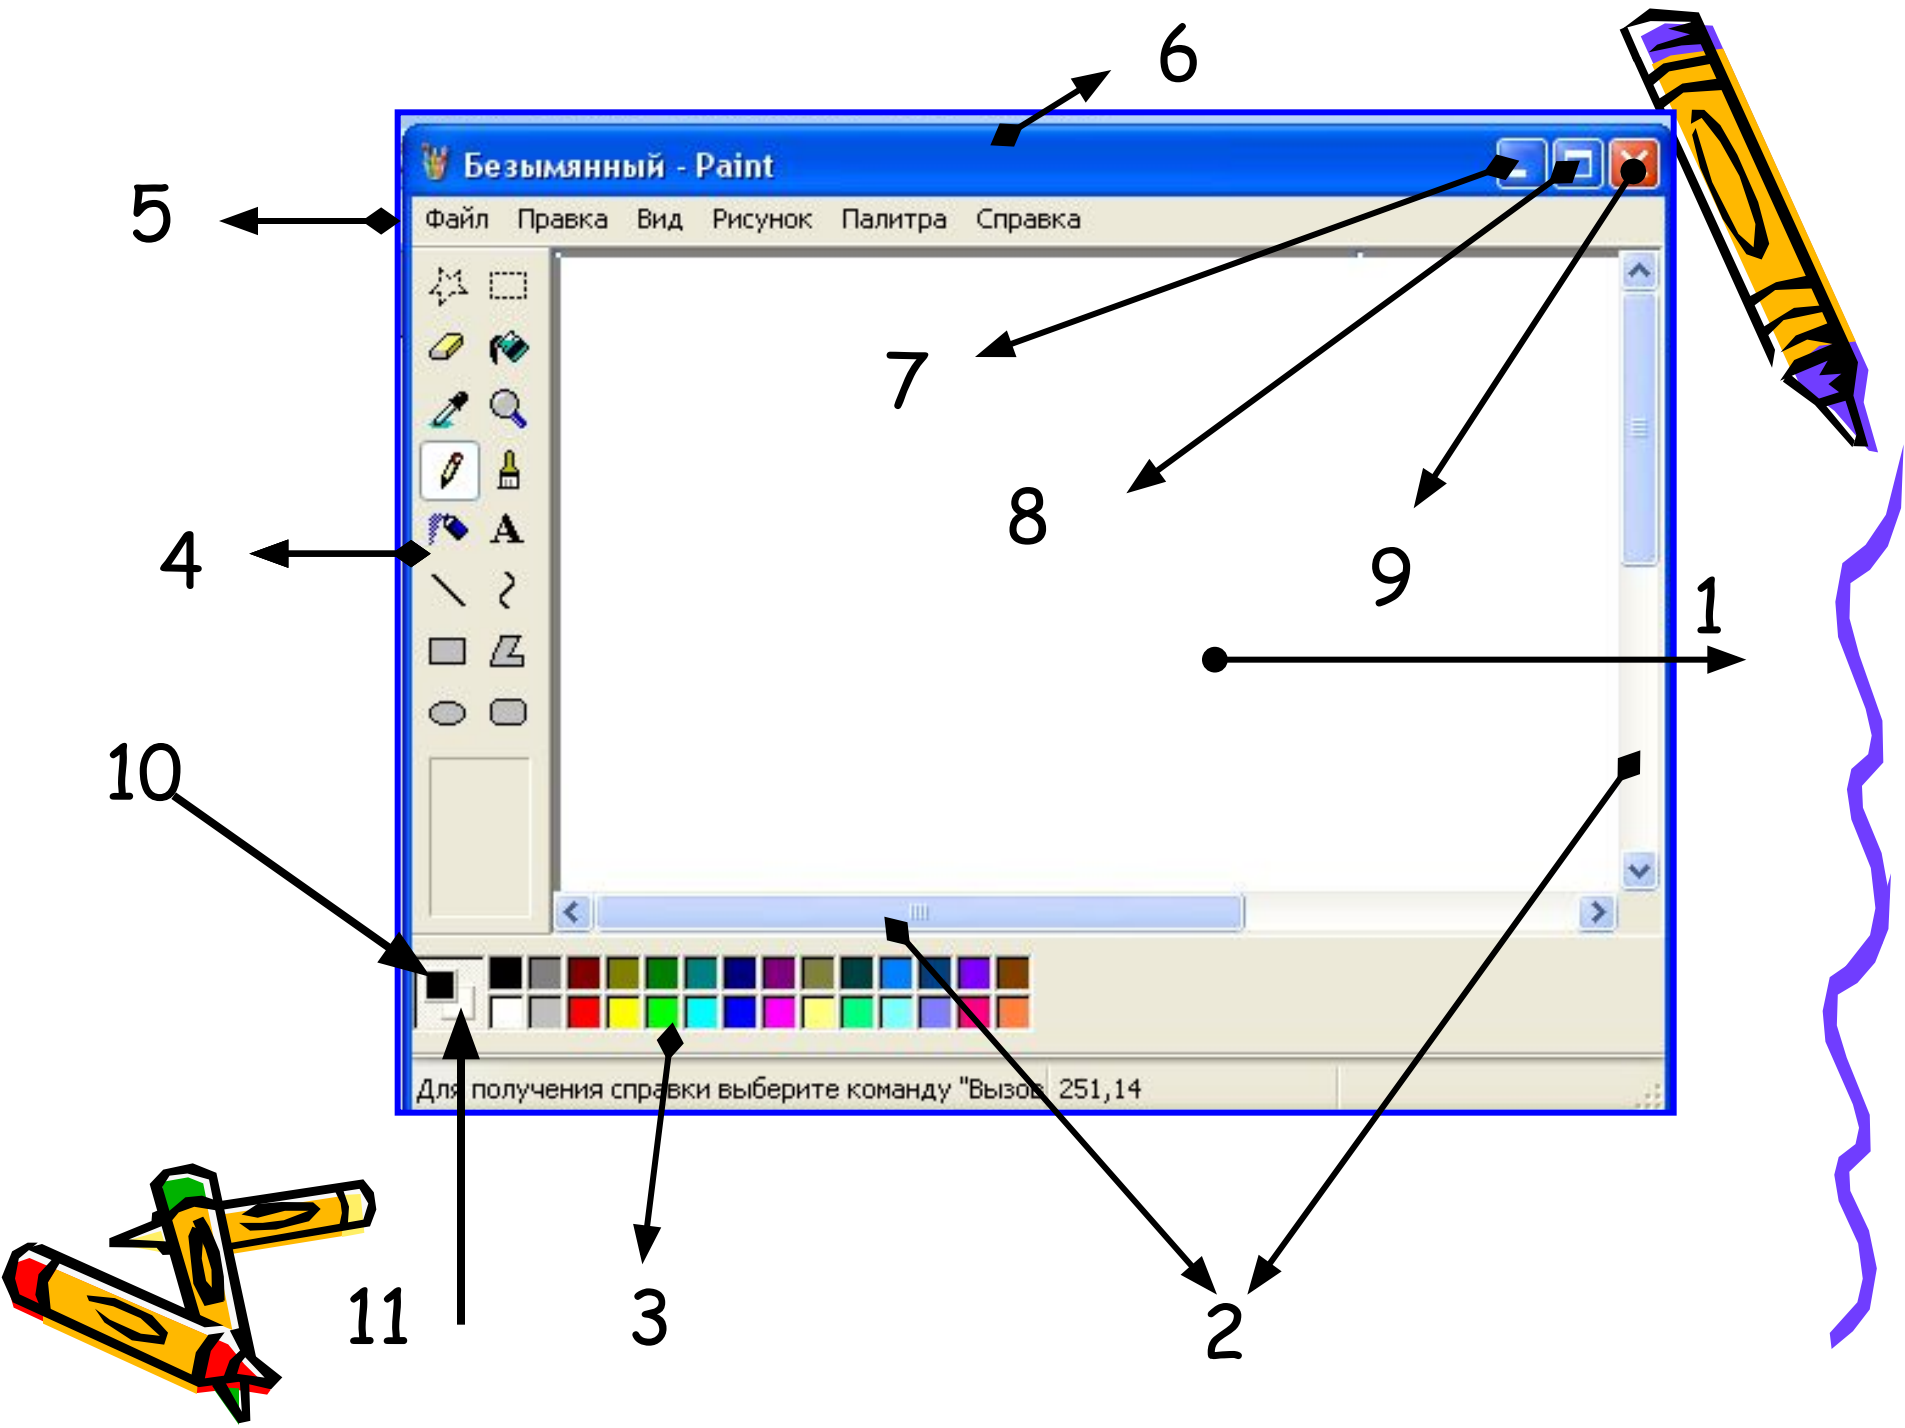 6
Безымянный - Paint
5
Файл Правка Вид Рисунок Палитра Справка
7
8
9
4
A
1
10
Для получения справки выберите команду "Вызов 251,14
11
3
2